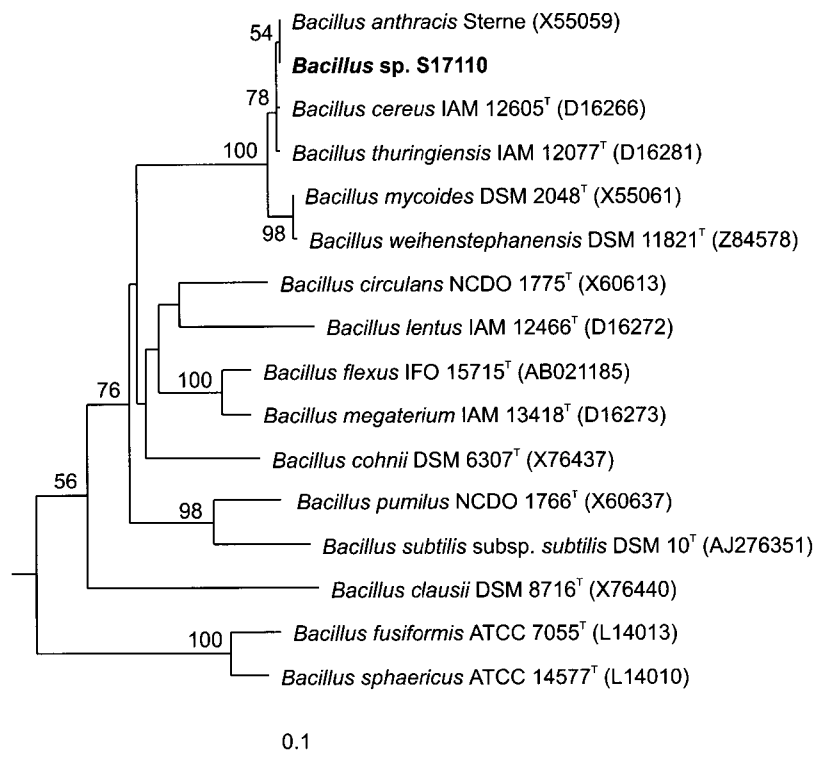 54
Bacillus anthracis Sterne (X55059)
Bacillus sp. S17110
78
Bacillus cereus IAM 12605ᵀ (D16266)
Bacillus thuringiensis IAM 12077ᵀ (D16281)
100
Bacillus mycoides DSM 2048ᵀ (X55061)
98
Bacillus weihenstephanensis DSM 11821ᵀ (Z84578)
Bacillus circulans NCDO 1775ᵀ (X60613)
Bacillus lentus IAM 12466ᵀ (D16272)
100
Bacillus flexus IFO 15715ᵀ (AB021185)
76
Bacillus megaterium IAM 13418ᵀ (D16273)
Bacillus cohnii DSM 6307ᵀ (X76437)
56
98
Bacillus pumilus NCDO 1766ᵀ (X60637)
Bacillus subtilis subsp. subtilis DSM 10ᵀ (AJ276351)
Bacillus clausii DSM 8716ᵀ (X76440)
100
Bacillus fusiformis ATCC 7055ᵀ (L14013)
Bacillus sphaericus ATCC 14577ᵀ (L14010)
0.1